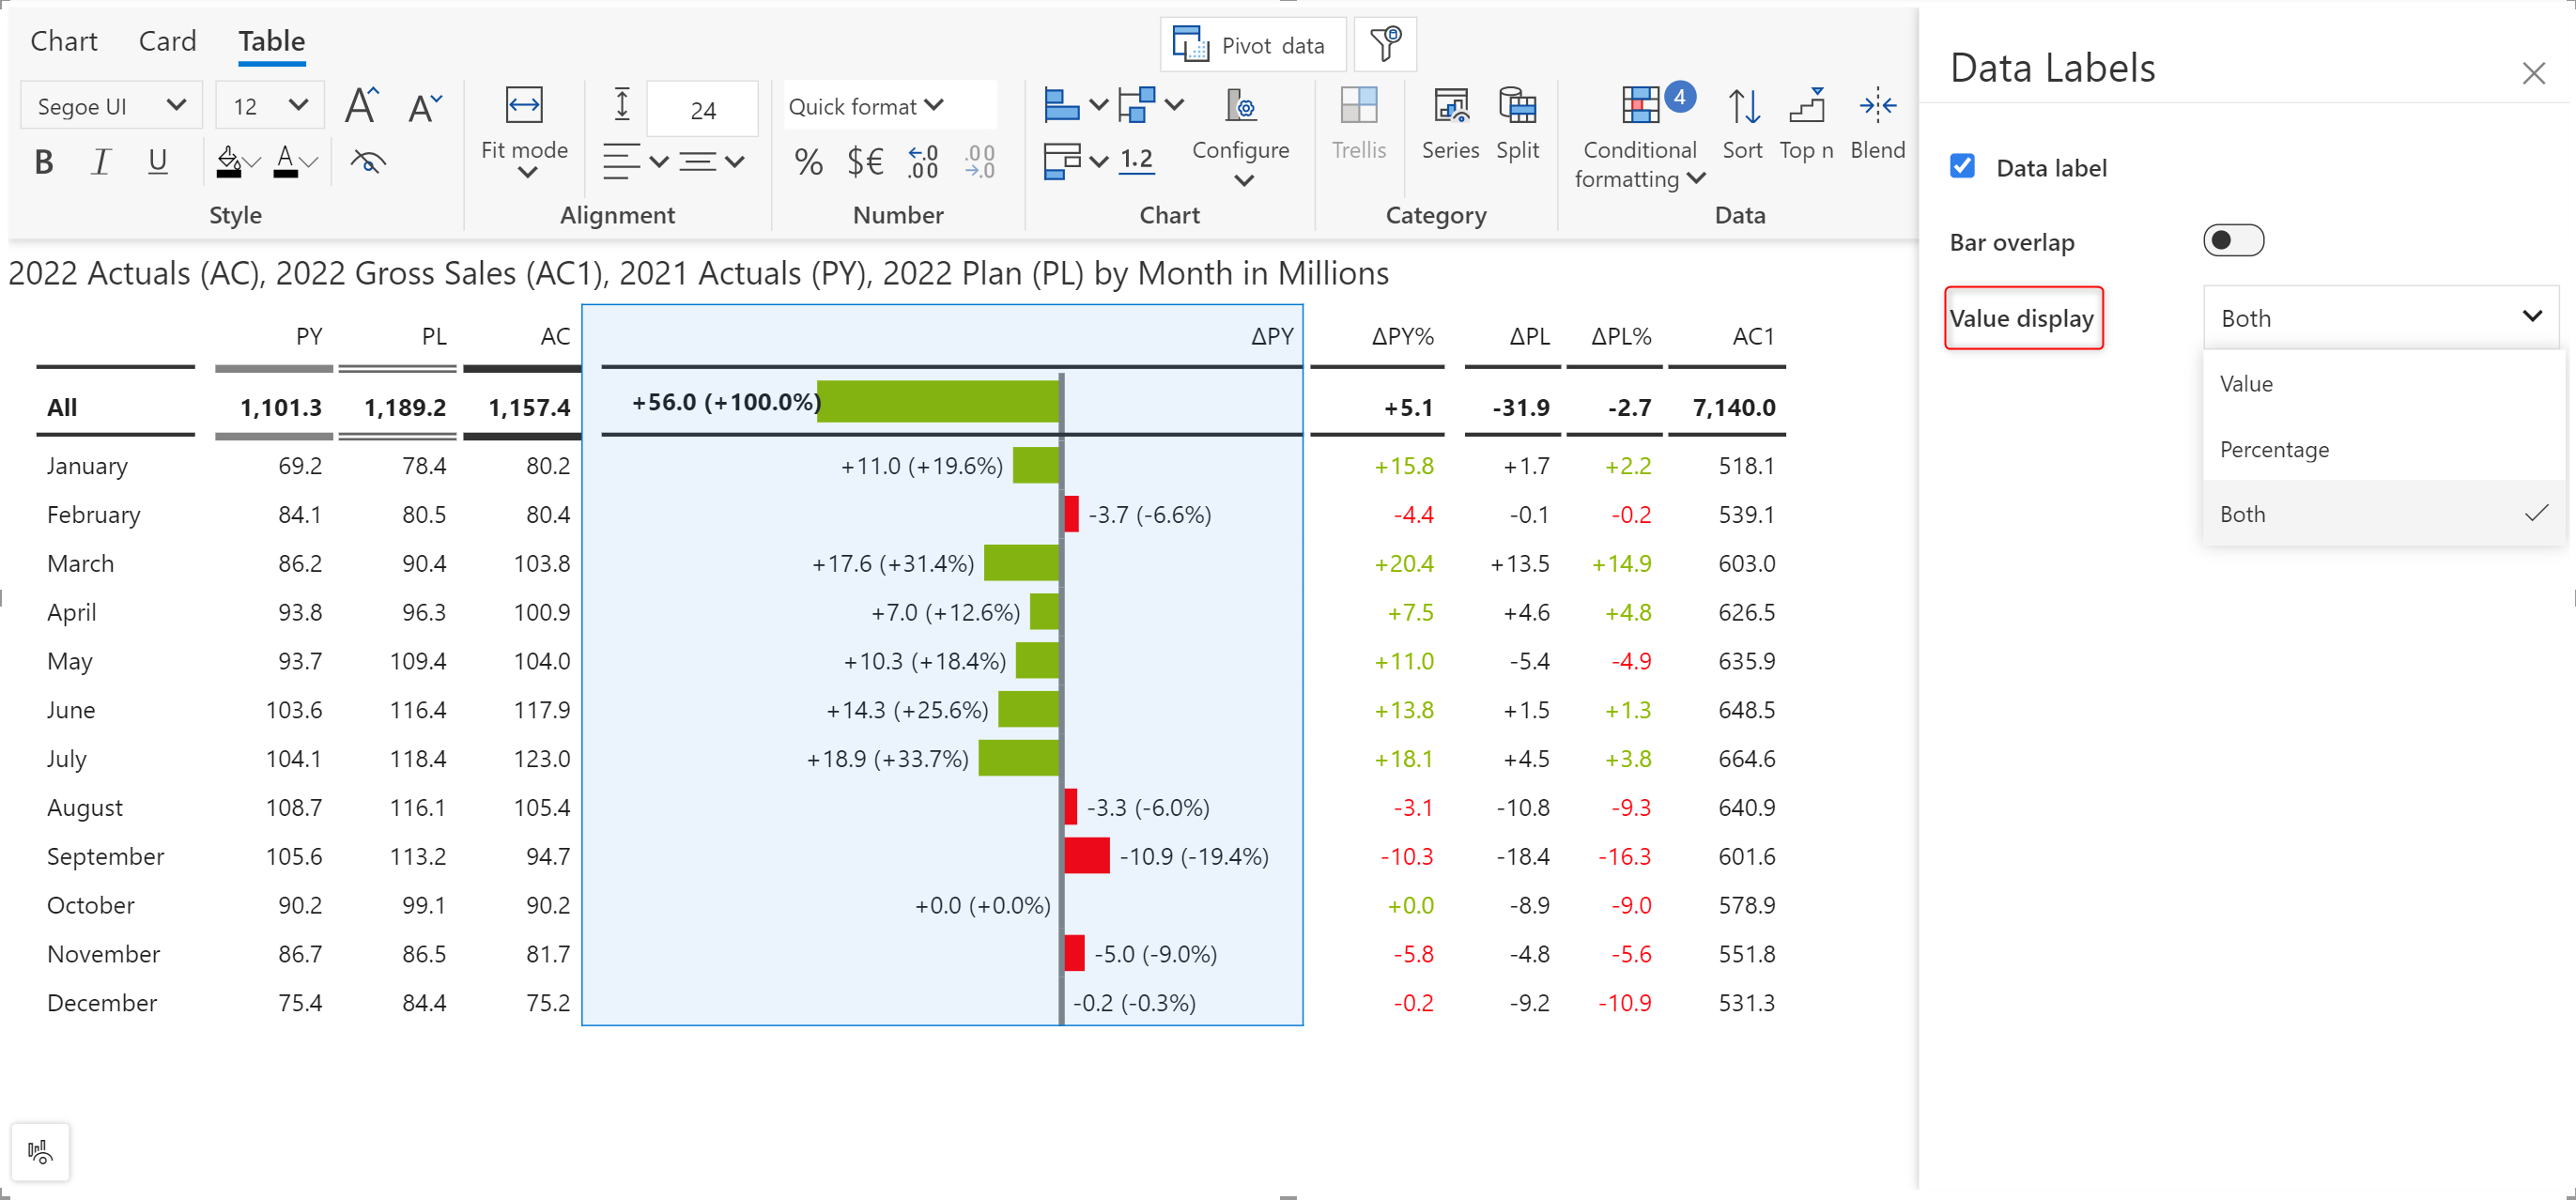 Chart Card Table
Pivot data
Segoe UI 12 A A
Fit mode
24
Quick format
4
B I U A
% $€ .0 .00 .00 .0
1.2
Configure
Trellis Series Split
Conditional formatting
Sort Top n Blend
Style Alignment Number Chart Category Data
2022 Actuals (AC), 2022 Gross Sales (AC1), 2021 Actuals (PY), 2022 Plan (PL) by Month in Millions
PY PL AC ΔPY ΔPY% ΔPL ΔPL% AC1
All 1,101.3 1,189.2 1,157.4 +56.0 (+100.0%) +5.1 -31.9 -2.7 7,140.0
January 69.2 78.4 80.2 +11.0 (+19.6%) +15.8 +1.7 +2.2 518.1
February 84.1 80.5 80.4 -3.7 (-6.6%) -4.4 -0.1 -0.2 539.1
March 86.2 90.4 103.8 +17.6 (+31.4%) +20.4 +13.5 +14.9 603.0
April 93.8 96.3 100.9 +7.0 (+12.6%) +7.5 +4.6 +4.8 626.5
May 93.7 109.4 104.0 +10.3 (+18.4%) +11.0 -5.4 -4.9 635.9
June 103.6 116.4 117.9 +14.3 (+25.6%) +13.8 +1.5 +1.3 648.5
July 104.1 118.4 123.0 +18.9 (+33.7%) +18.1 +4.5 +3.8 664.6
August 108.7 116.1 105.4 -3.3 (-6.0%) -3.1 -10.8 -9.3 640.9
September 105.6 113.2 94.7 -10.9 (-19.4%) -10.3 -18.4 -16.3 601.6
October 90.2 99.1 90.2 +0.0 (+0.0%) +0.0 -8.9 -9.0 578.9
November 86.7 86.5 81.7 -5.0 (-9.0%) -5.8 -4.8 -5.6 551.8
December 75.4 84.4 75.2 -0.2 (-0.3%) -0.2 -9.2 -10.9 531.3
Data Labels
Data label
Bar overlap
Value display Both
Value
Percentage
Both